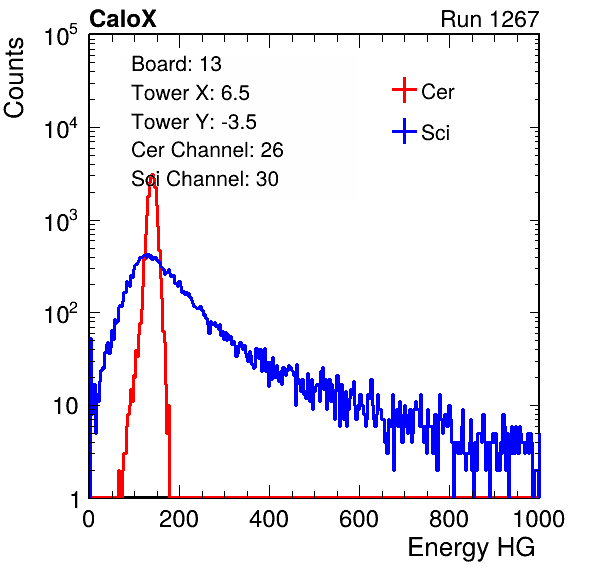 CaloX Run 1267
Counts
10^5
10^4
10^3
10^2
10
1
Board: 13
Tower X: 6.5
Tower Y: -3.5
Cer Channel: 26
Sci Channel: 30
Cer
Sci
0 200 400 600 800 1000
Energy HG